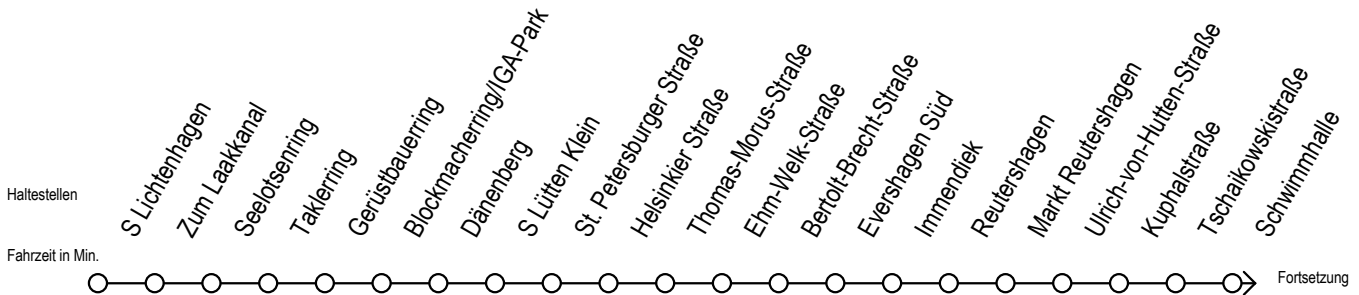 Haltestellen
S Lichtenhagen
Zum Laakkanal
Seelotsenring
Taklerring
Gerüstbauerring
Blockmacherring/IGA-Park
Dänenberg
S Lütten Klein
St. Petersburger Straße
Helsinkier Straße
Thomas-Morus-Straße
Ehm-Welk-Straße
Bertolt-Brecht-Straße
Evershagen Süd
Immendiek
Reutershagen
Markt Reutershagen
Ulrich-von-Hutten-Straße
Kuphalstraße
Tschaikowskistraße
Schwimmhalle
Fahrzeit in Min.
Fortsetzung